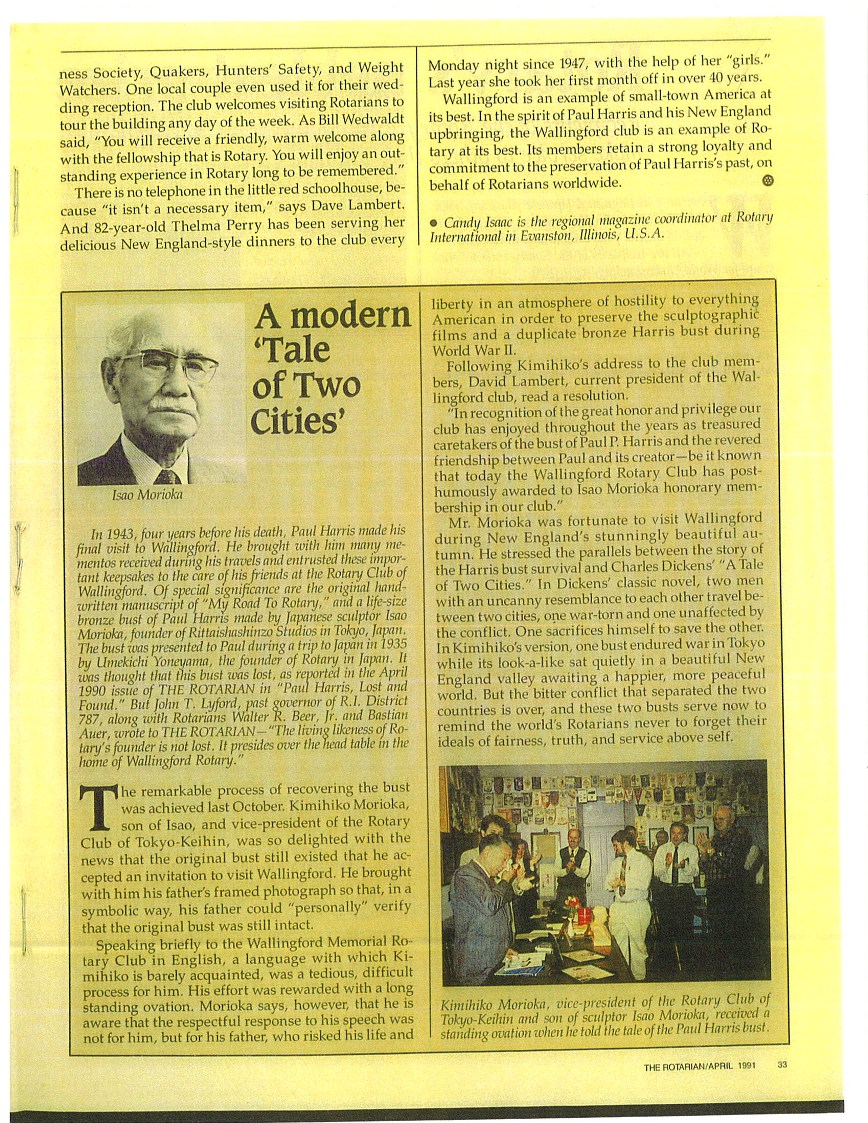 ness Society, Quakers, Hunters' Safety, and Weight
Watchers. One local couple even used it for their wed-
ding reception. The club welcomes visiting Rotarians to
tour the building any day of the week. As Bill Wedwaldt
said, "You will receive a friendly, warm welcome along
with the fellowship that is Rotary. You will enjoy an out-
standing experience in Rotary long to be remembered."
There is no telephone in the little red schoolhouse, be-
cause "it isn't a necessary item," says Dave Lambert.
And 82-year-old Thelma Perry has been serving her
delicious New England-style dinners to the club every
Monday night since 1947, with the help of her "girls."
Last year she took her first month off in over 40 years.
Wallingford is an example of small-town America at
its best. In the spirit of Paul Harris and his New England
upbringing, the Wallingford club is an example of Ro-
tary at its best. Its members retain a strong loyalty and
commitment to the preservation of Paul Harris's past, on
behalf of Rotarians worldwide.
● Candy Isaac is the regional magazine coordinator at Rotary
International in Evanston, Illinois, U.S.A.
A modern
'Tale
of Two
Cities'
Isao Morioka
In 1943, four years before his death, Paul Harris made his
final visit to Wallingford. He brought with him many me-
mentos received during his travels and entrusted these impor-
tant keepsakes to the care of his friends at the Rotary Club of
Wallingford. Of special significance are the original hand-
written manuscript of "My Road To Rotary," and a life-size
bronze bust of Paul Harris made by Japanese sculptor Isao
Morioka, founder of Rittaishashinzo Studios in Tokyo, Japan.
The bust was presented to Paul during a trip to Japan in 1935
by Umekichi Yoneyama, the founder of Rotary in Japan. It
was thought that this bust was lost, as reported in the April
1990 issue of THE ROTARIAN in "Paul Harris, Lost and
Found." But John T. Lyford, past governor of R.I. District
787, along with Rotarians Walter R. Beer, Jr. and Bastian
Auer, wrote to THE ROTARIAN—"The living likeness of Ro-
tary's founder is not lost. It presides over the head table in the
home of Wallingford Rotary."
The remarkable process of recovering the bust
was achieved last October. Kimihiko Morioka,
son of Isao, and vice-president of the Rotary
Club of Tokyo-Keihin, was so delighted with the
news that the original bust still existed that he ac-
cepted an invitation to visit Wallingford. He brought
with him his father's framed photograph so that, in a
symbolic way, his father could "personally" verify
that the original bust was still intact.
Speaking briefly to the Wallingford Memorial Ro-
tary Club in English, a language with which Ki-
mihiko is barely acquainted, was a tedious, difficult
process for him. His effort was rewarded with a long
standing ovation. Morioka says, however, that he is
aware that the respectful response to his speech was
not for him, but for his father, who risked his life and
liberty in an atmosphere of hostility to everything
American in order to preserve the sculptographic
films and a duplicate bronze Harris bust during
World War II.
Following Kimihiko's address to the club mem-
bers, David Lambert, current president of the Wal-
lingford club, read a resolution.
"In recognition of the great honor and privilege our
club has enjoyed throughout the years as treasured
caretakers of the bust of Paul P. Harris and the revered
friendship between Paul and its creator—be it known
that today the Wallingford Rotary Club has post-
humously awarded to Isao Morioka honorary mem-
bership in our club."
Mr. Morioka was fortunate to visit Wallingford
during New England's stunningly beautiful au-
tumn. He stressed the parallels between the story of
the Harris bust survival and Charles Dickens' "A Tale
of Two Cities." In Dickens' classic novel, two men
with an uncanny resemblance to each other travel be-
tween two cities, one war-torn and one unaffected by
the conflict. One sacrifices himself to save the other.
In Kimihiko's version, one bust endured war in Tokyo
while its look-a-like sat quietly in a beautiful New
England valley awaiting a happier, more peaceful
world. But the bitter conflict that separated the two
countries is over, and these two busts serve now to
remind the world's Rotarians never to forget their
ideals of fairness, truth, and service above self.
Kimihiko Morioka, vice-president of the Rotary Club of
Tokyo-Keihin and son of sculptor Isao Morioka, received a
standing ovation when he told the tale of the Paul Harris bust.
THE ROTARIAN/APRIL 1991 33